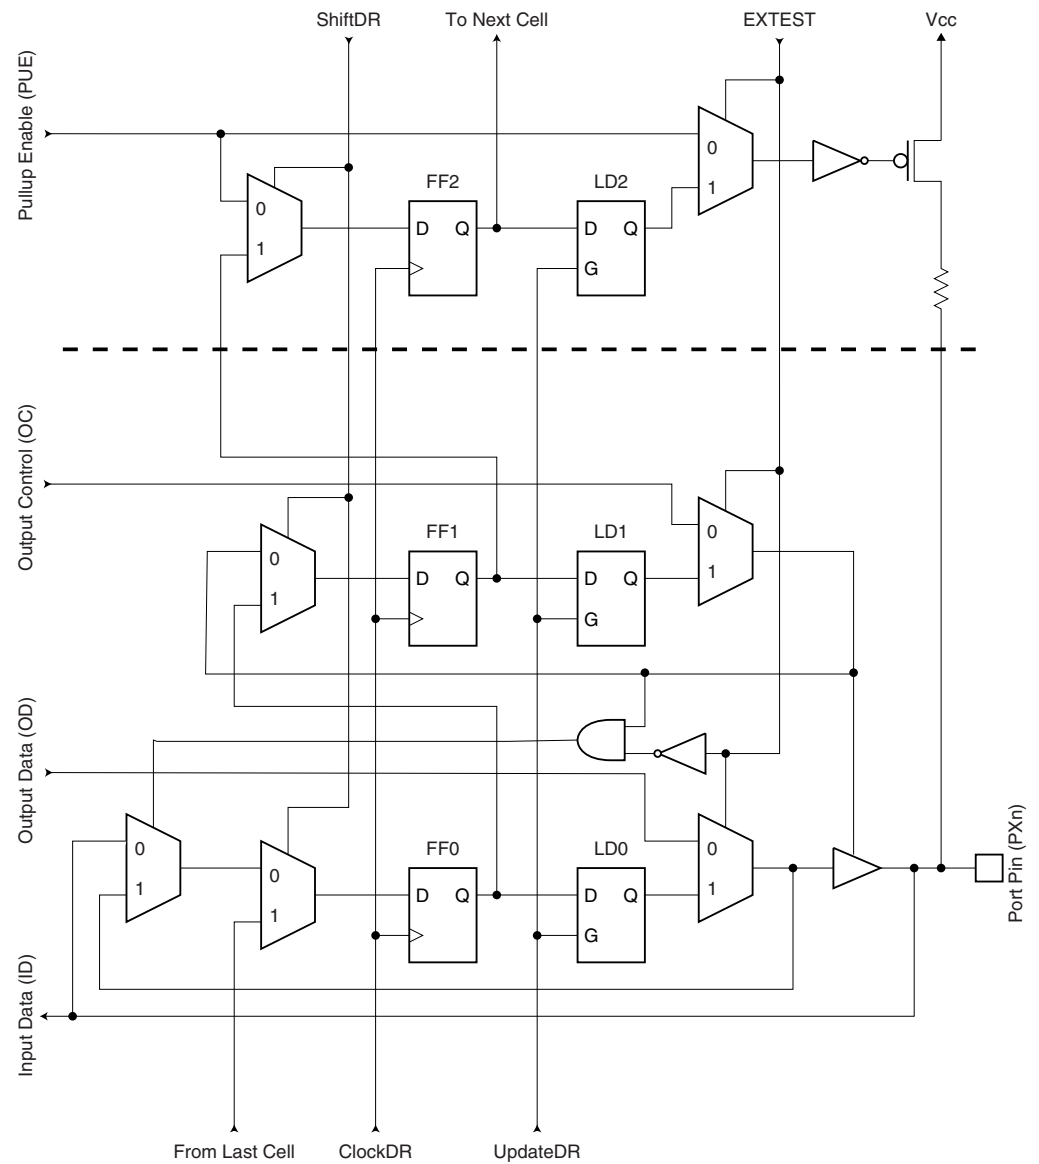 ShiftDR
To Next Cell
EXTEST
Vcc
Pullup Enable (PUE)
0
1
FF2
D Q
LD2
D Q
G
0
1
Output Control (OC)
0
1
FF1
D Q
LD1
D Q
G
0
1
Output Data (OD)
0
1
0
1
FF0
D Q
LD0
D Q
G
0
1
Port Pin (PXn)
Input Data (ID)
From Last Cell
ClockDR
UpdateDR